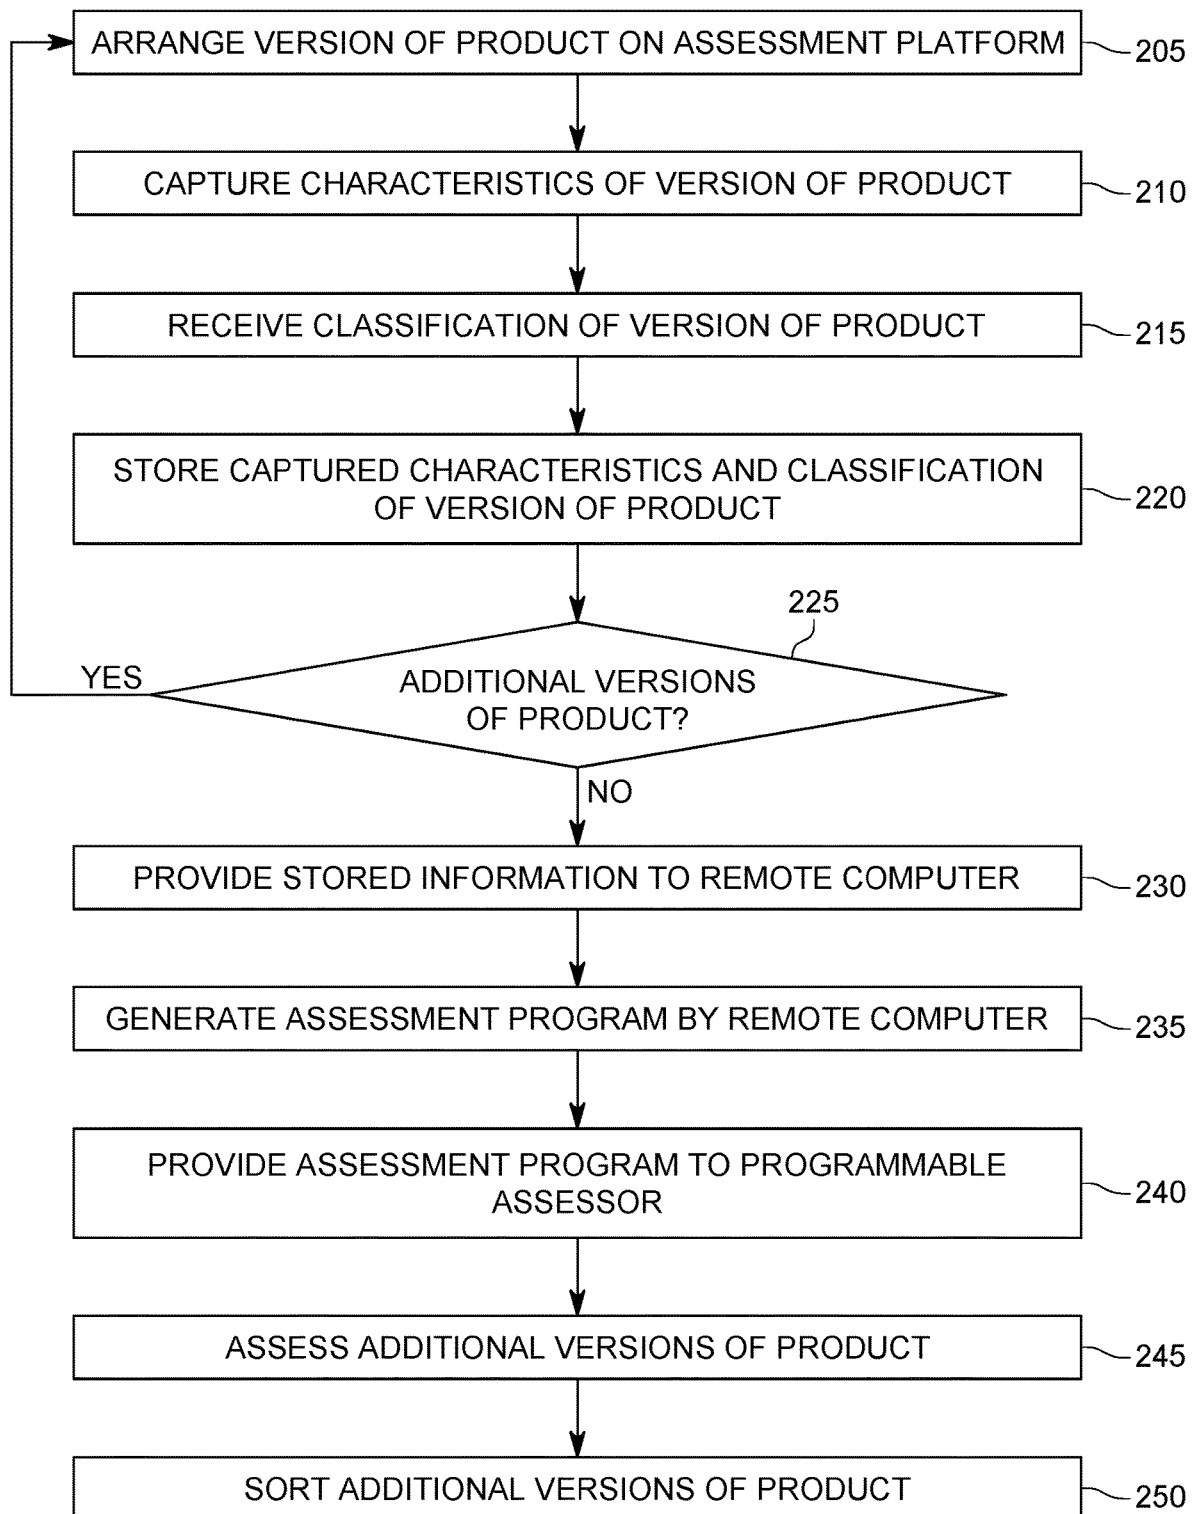 ARRANGE VERSION OF PRODUCT ON ASSESSMENT PLATFORM
205
CAPTURE CHARACTERISTICS OF VERSION OF PRODUCT
210
RECEIVE CLASSIFICATION OF VERSION OF PRODUCT
215
STORE CAPTURED CHARACTERISTICS AND CLASSIFICATION
OF VERSION OF PRODUCT
220
225
YES
ADDITIONAL VERSIONS
OF PRODUCT?
NO
PROVIDE STORED INFORMATION TO REMOTE COMPUTER
230
GENERATE ASSESSMENT PROGRAM BY REMOTE COMPUTER
235
PROVIDE ASSESSMENT PROGRAM TO PROGRAMMABLE
ASSESSOR
240
ASSESS ADDITIONAL VERSIONS OF PRODUCT
245
SORT ADDITIONAL VERSIONS OF PRODUCT
250